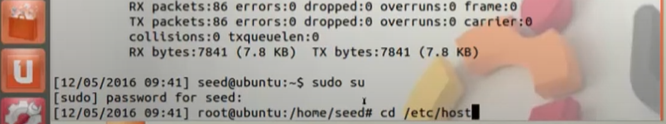 RX packets:86 errors:0 dropped:0 overruns:0 frame:0
TX packets:86 errors:0 dropped:0 overruns:0 carrier:0
collisions:0 txqueuelen:0
RX bytes:7841 (7.8 KB)  TX bytes:7841 (7.8 KB)
[12/05/2016 09:41] seed@ubuntu:~$ sudo su
[sudo] password for seed:
[12/05/2016 09:41] root@ubuntu:/home/seed# cd /etc/host